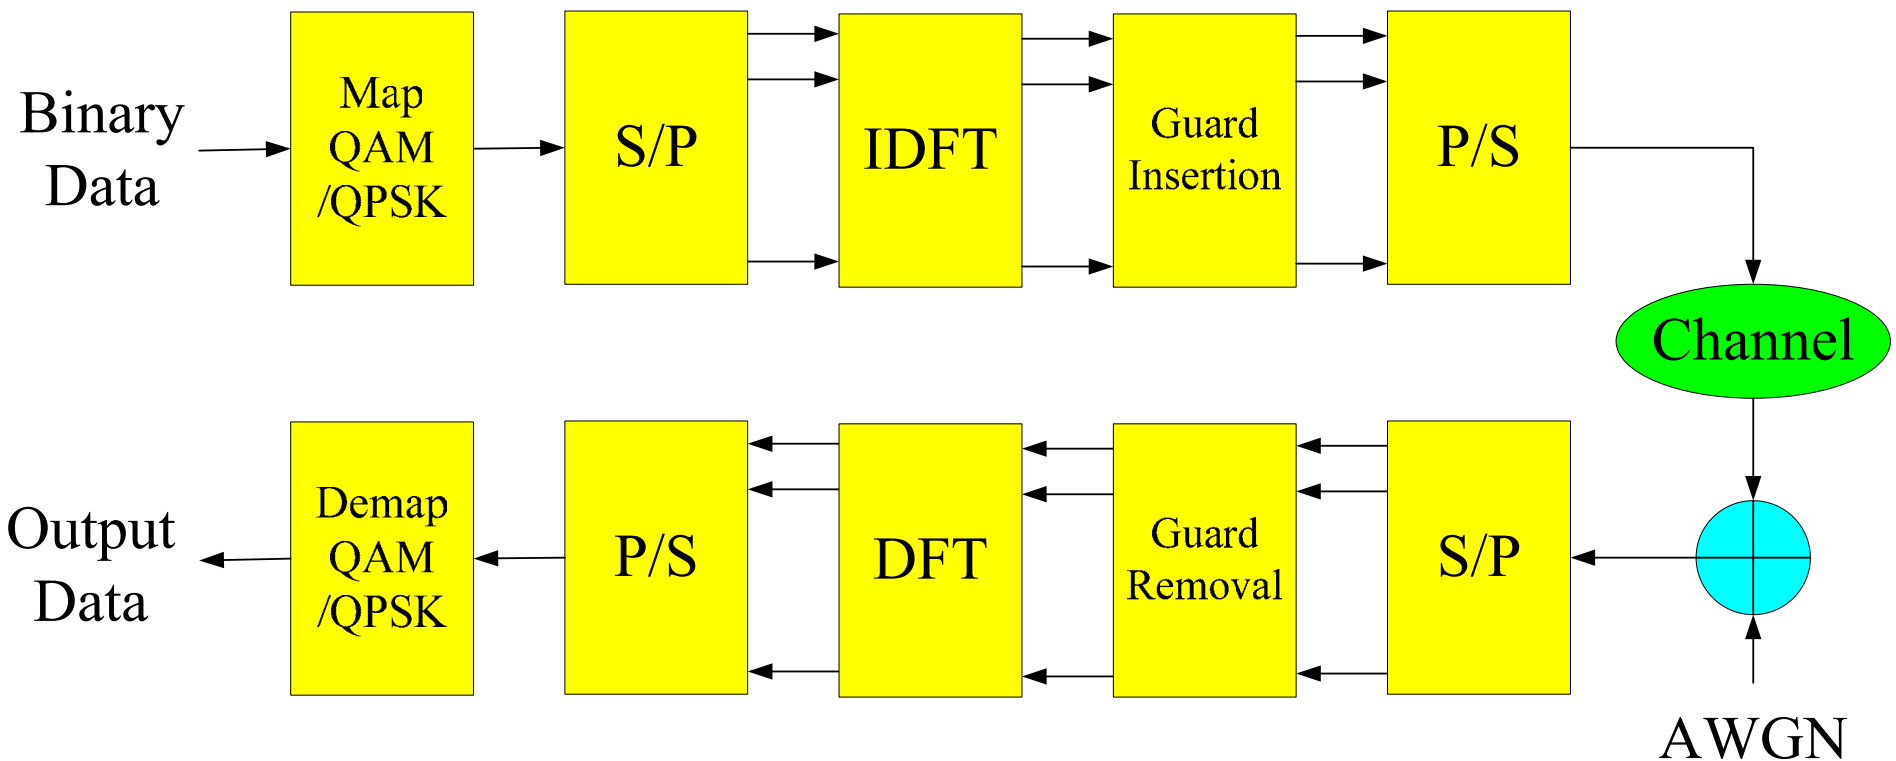 Binary
Data
Map
QAM
/QPSK
S/P
IDFT
Guard
Insertion
P/S
Channel
Output
Data
Demap
QAM
/QPSK
P/S
DFT
Guard
Removal
S/P
AWGN